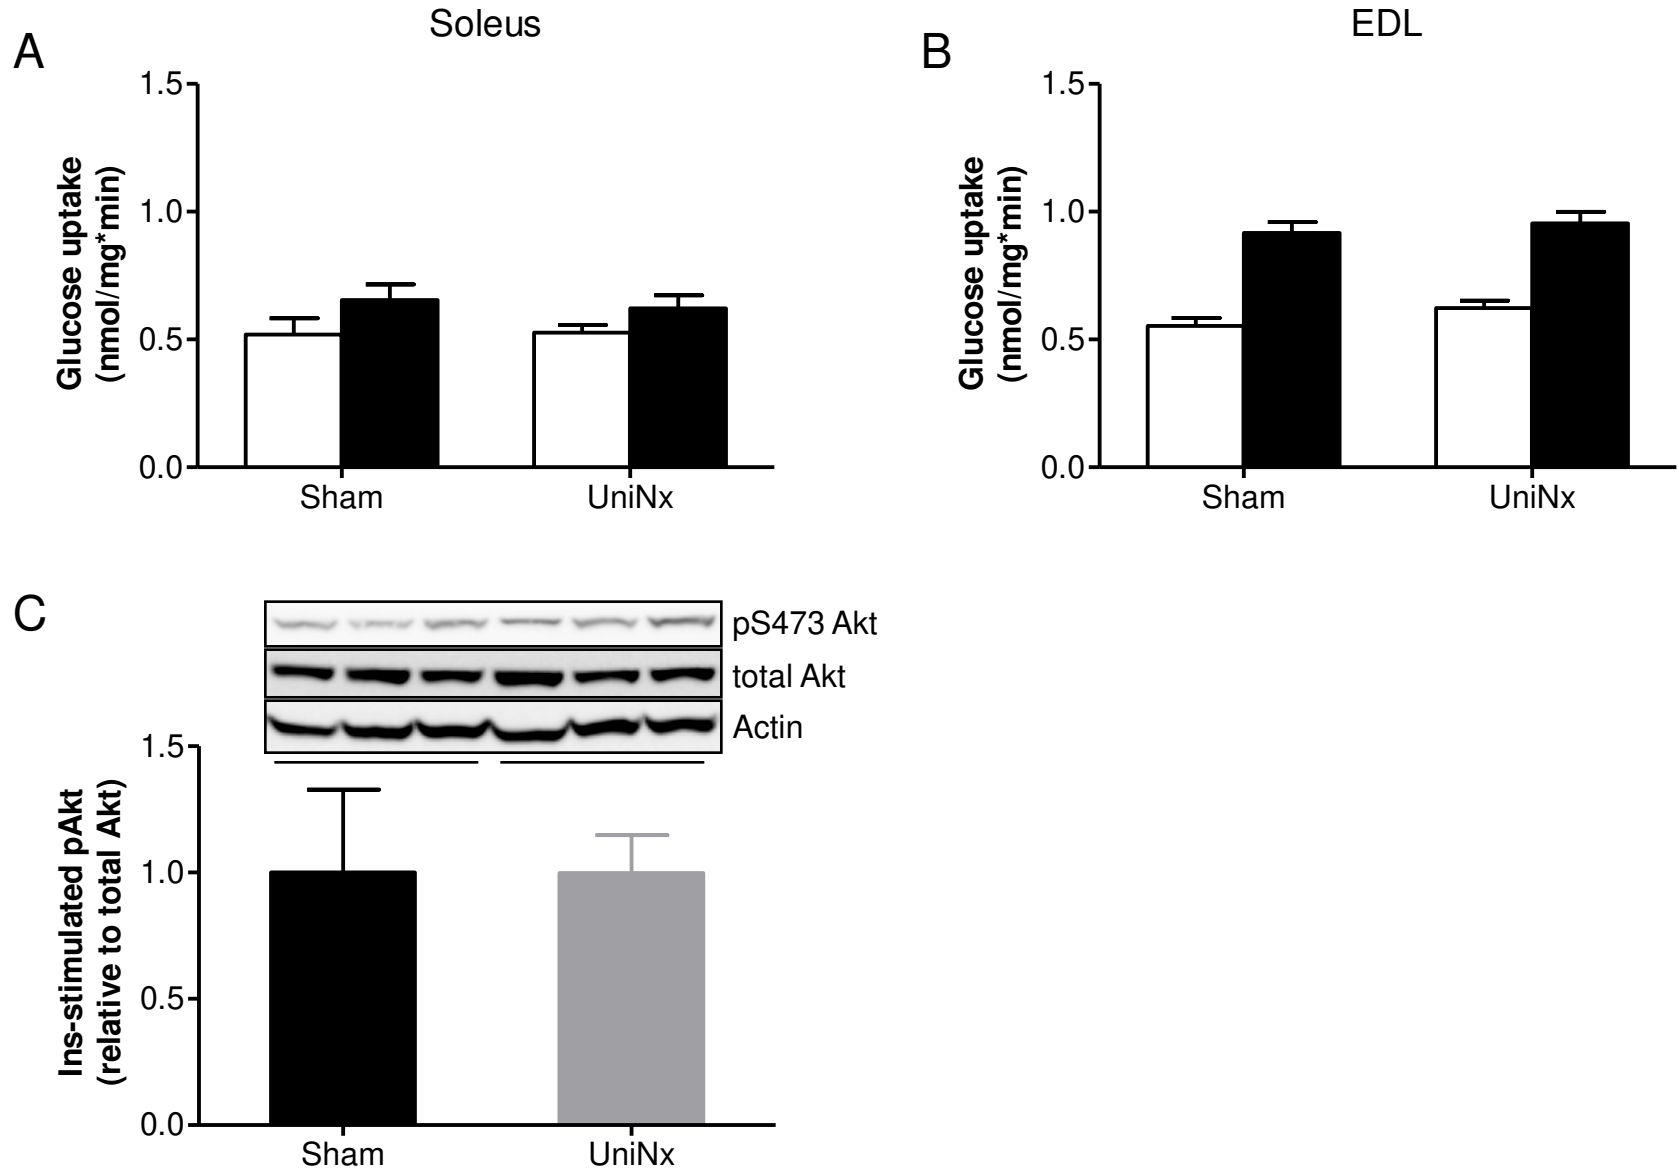 A
Soleus
1.5
1.0
0.5
0.0
Glucose uptake
(nmol/mg*min)
Sham
UniNx
B
EDL
1.5
1.0
0.5
0.0
Glucose uptake
(nmol/mg*min)
Sham
UniNx
C
pS473 Akt
total Akt
Actin
1.5
1.0
0.5
0.0
Ins-stimulated pAkt
(relative to total Akt)
Sham
UniNx